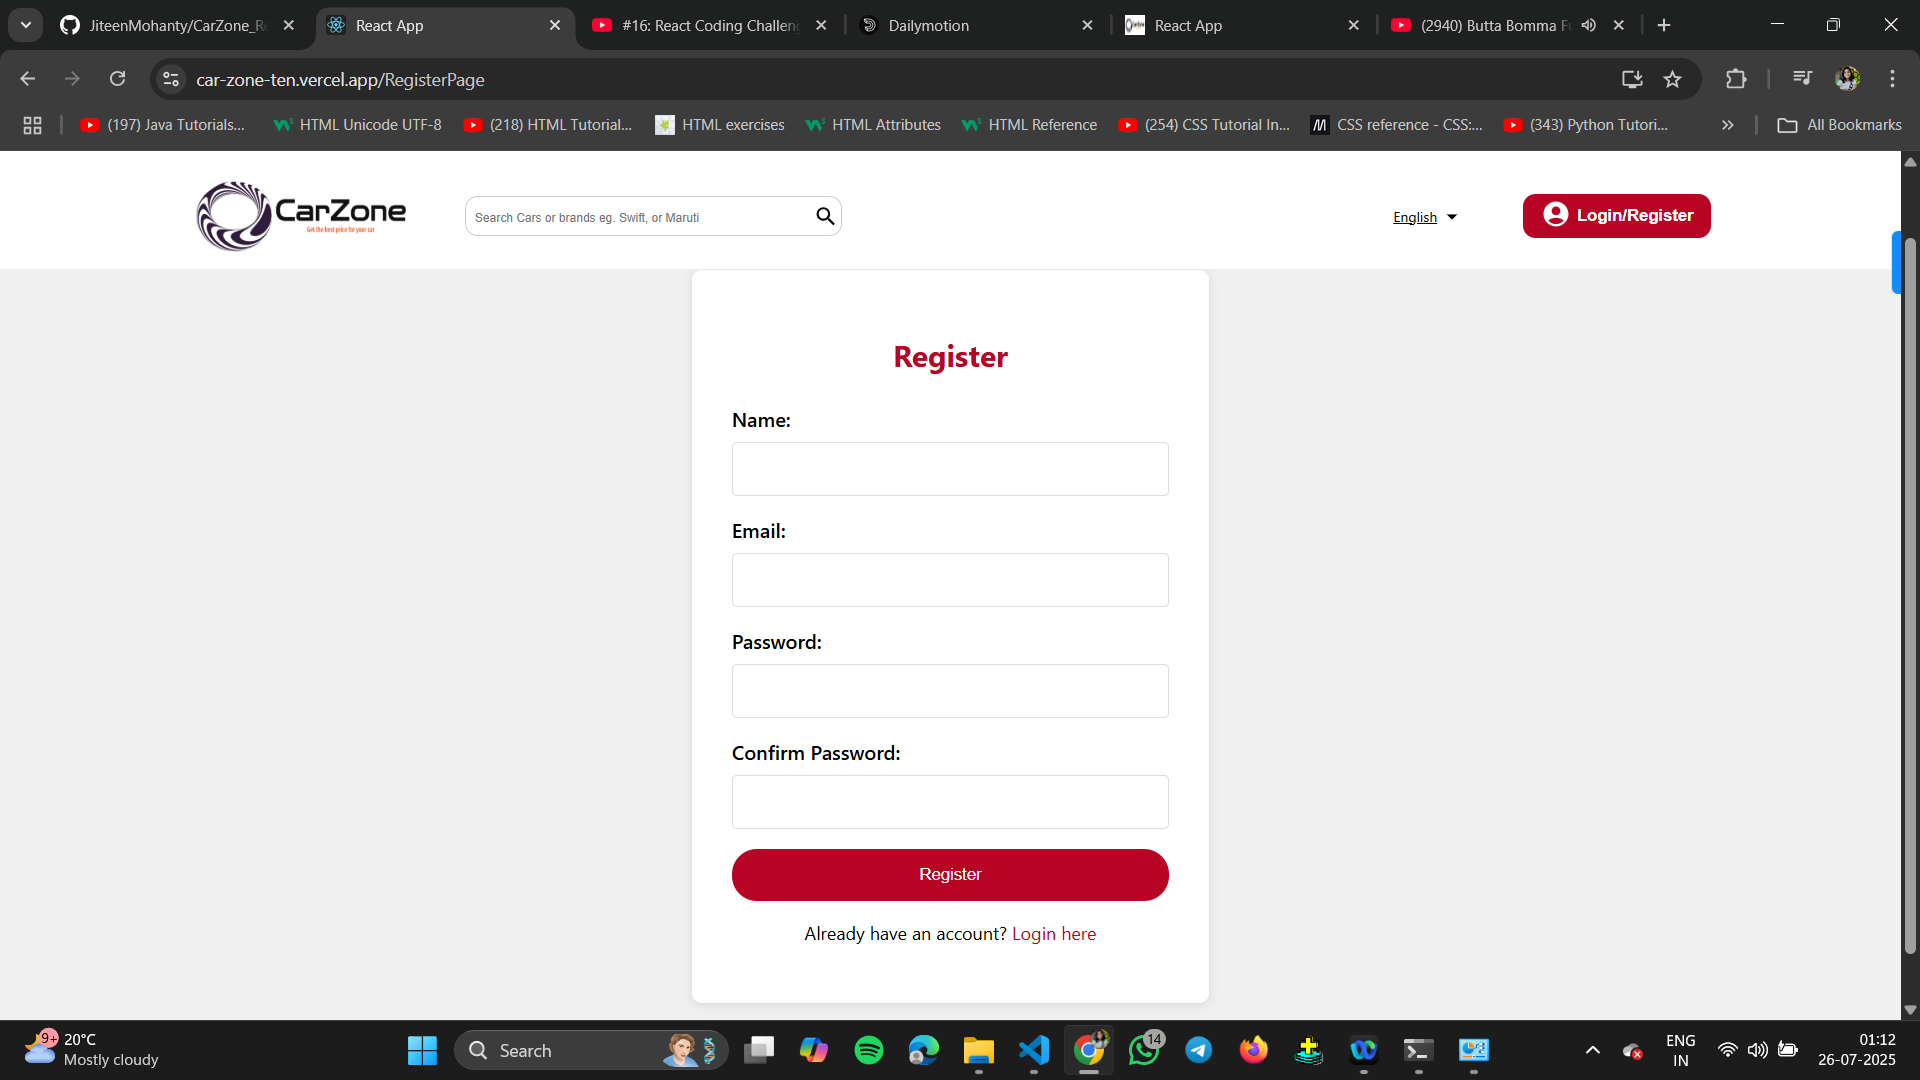 JiteenMohanty/CarZone_Re
React App
#16: React Coding Challeng
Dailymotion
React App
(2940) Butta Bomma Fu
car-zone-ten.vercel.app/RegisterPage
(197) Java Tutorials...
HTML Unicode UTF-8
(218) HTML Tutorial...
HTML exercises
HTML Attributes
HTML Reference
(254) CSS Tutorial In...
CSS reference - CSS:...
(343) Python Tutori...
All Bookmarks
CarZone
Get the best price for your car
Search Cars or brands eg. Swift, or Maruti
English
Login/Register
Register
Name:
Email:
Password:
Confirm Password:
Register
Already have an account? Login here
9+
20°C
Mostly cloudy
Search
14
ENG
IN
01:12
26-07-2025